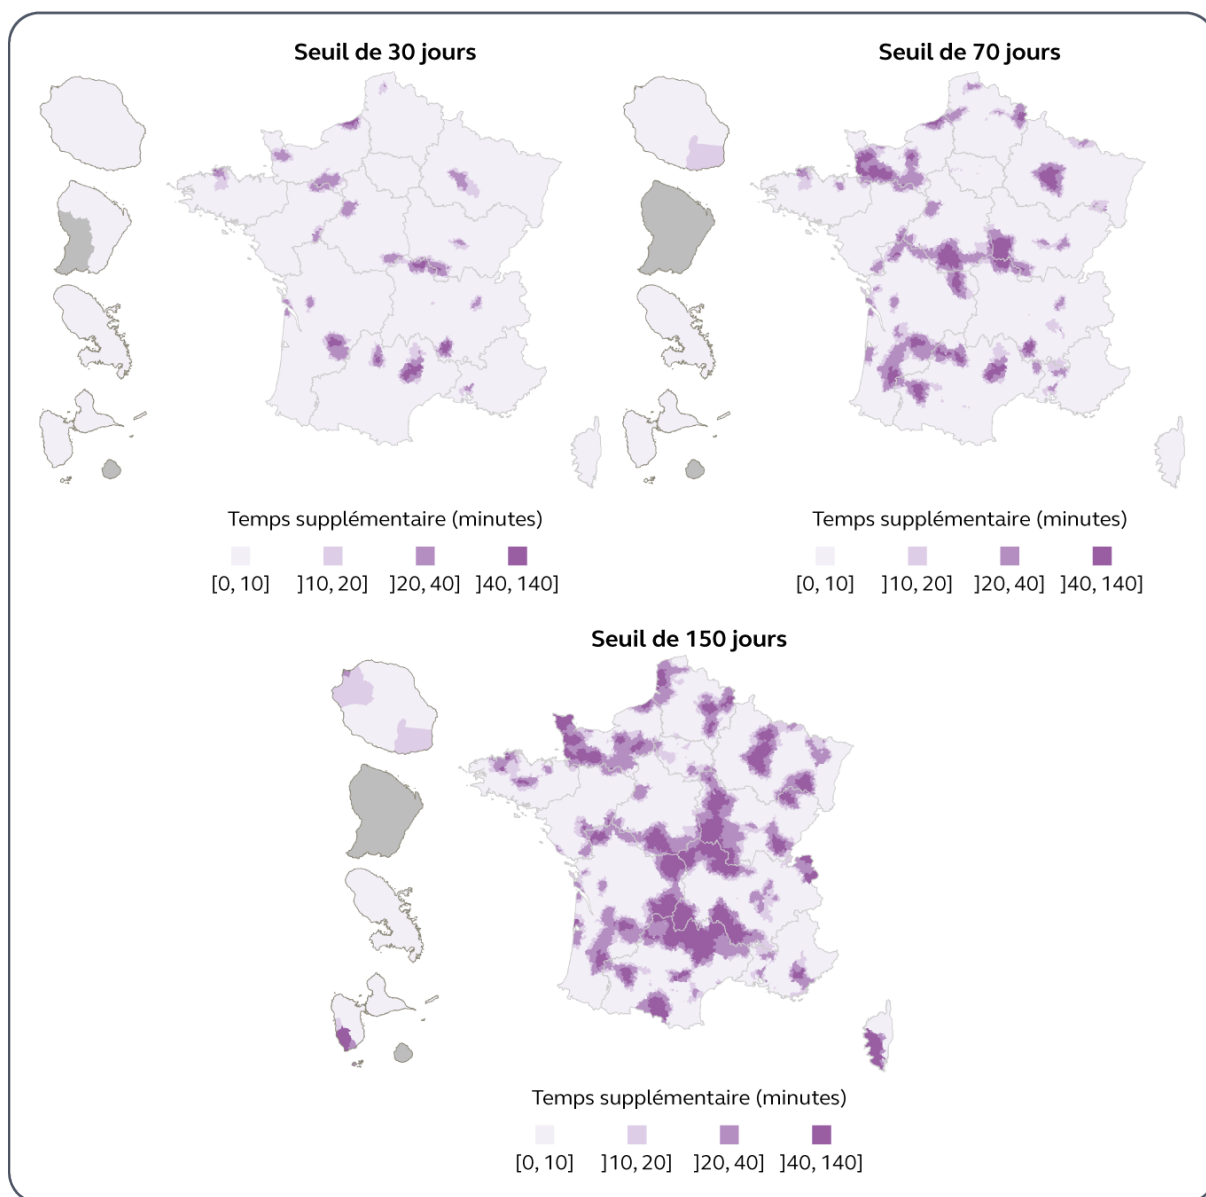 Seuil de 30 jours
Seuil de 70 jours
Temps supplémentaire (minutes)
[0, 10] ]10, 20] ]20, 40] ]40, 140]
Temps supplémentaire (minutes)
[0, 10] ]10, 20] ]20, 40] ]40, 140]
Seuil de 150 jours
Temps supplémentaire (minutes)
[0, 10] ]10, 20] ]20, 40] ]40, 140]